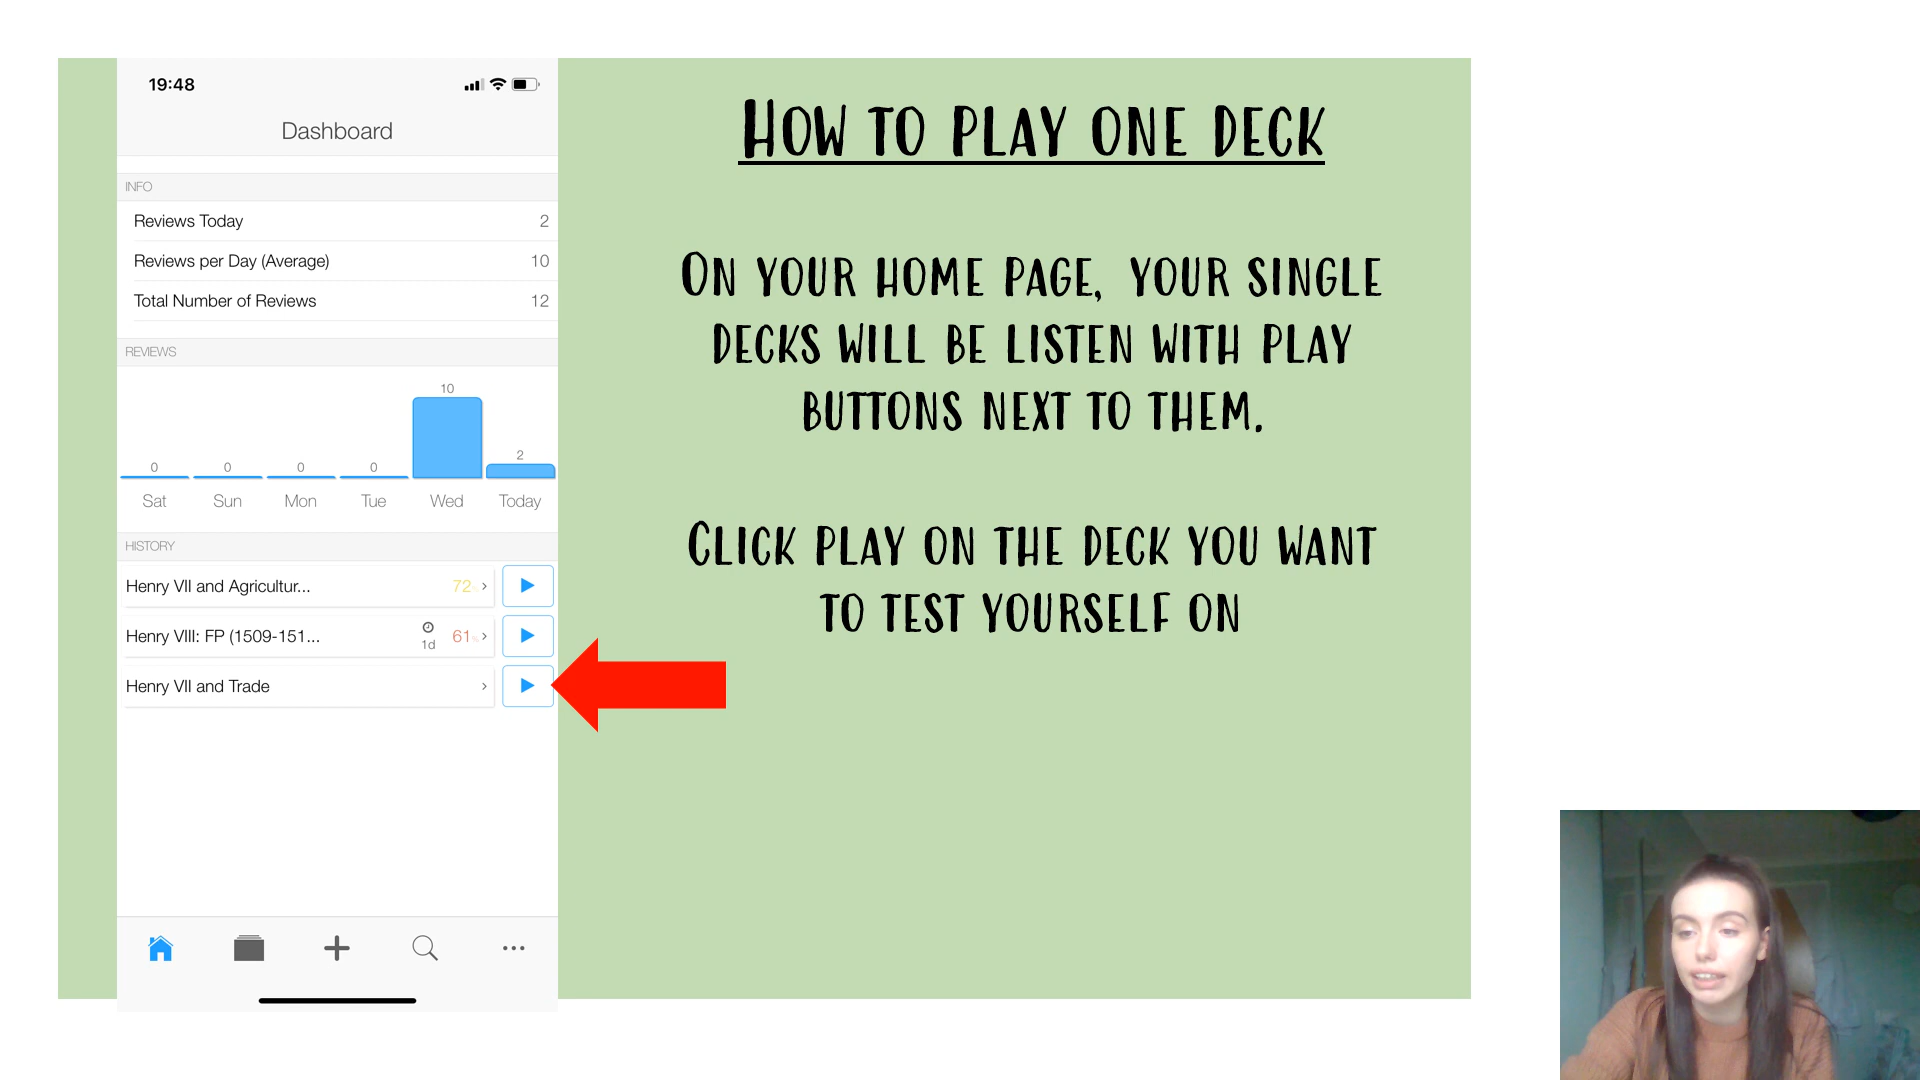 19:48
Dashboard
INFO
Reviews Today 2
Reviews per Day (Average) 10
Total Number of Reviews 12
REVIEWS
10
2
0 0 0 0
Sat Sun Mon Tue Wed Today
HISTORY
Henry VII and Agricultur... 72
Henry VIII: FP (1509-151... 1d 61
Henry VII and Trade
HOW TO PLAY ONE DECK
ON YOUR HOME PAGE, YOUR SINGLE
DECKS WILL BE LISTEN WITH PLAY
BUTTONS NEXT TO THEM.
CLICK PLAY ON THE DECK YOU WANT
TO TEST YOURSELF ON